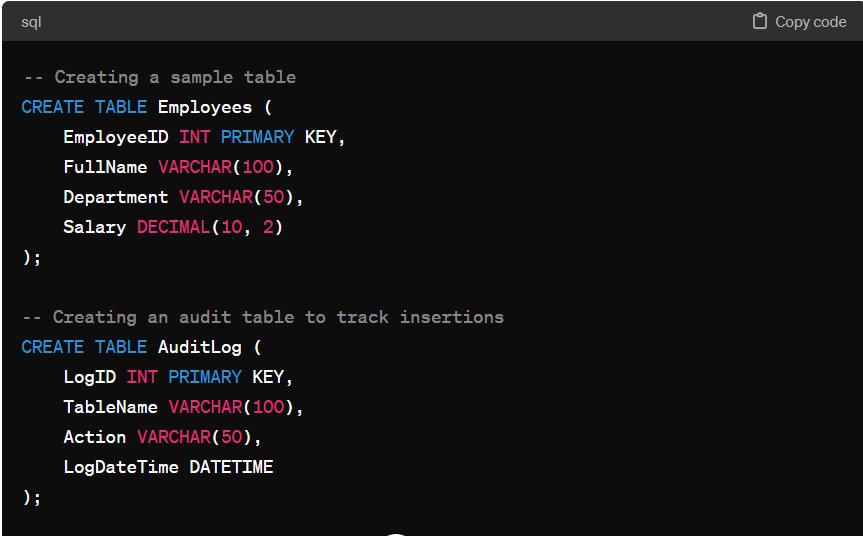 sql
Copy code
-- Creating a sample table
CREATE TABLE Employees (
    EmployeeID INT PRIMARY KEY,
    FullName VARCHAR(100),
    Department VARCHAR(50),
    Salary DECIMAL(10, 2)
);
-- Creating an audit table to track insertions
CREATE TABLE AuditLog (
    LogID INT PRIMARY KEY,
    TableName VARCHAR(100),
    Action VARCHAR(50),
    LogDateTime DATETIME
);